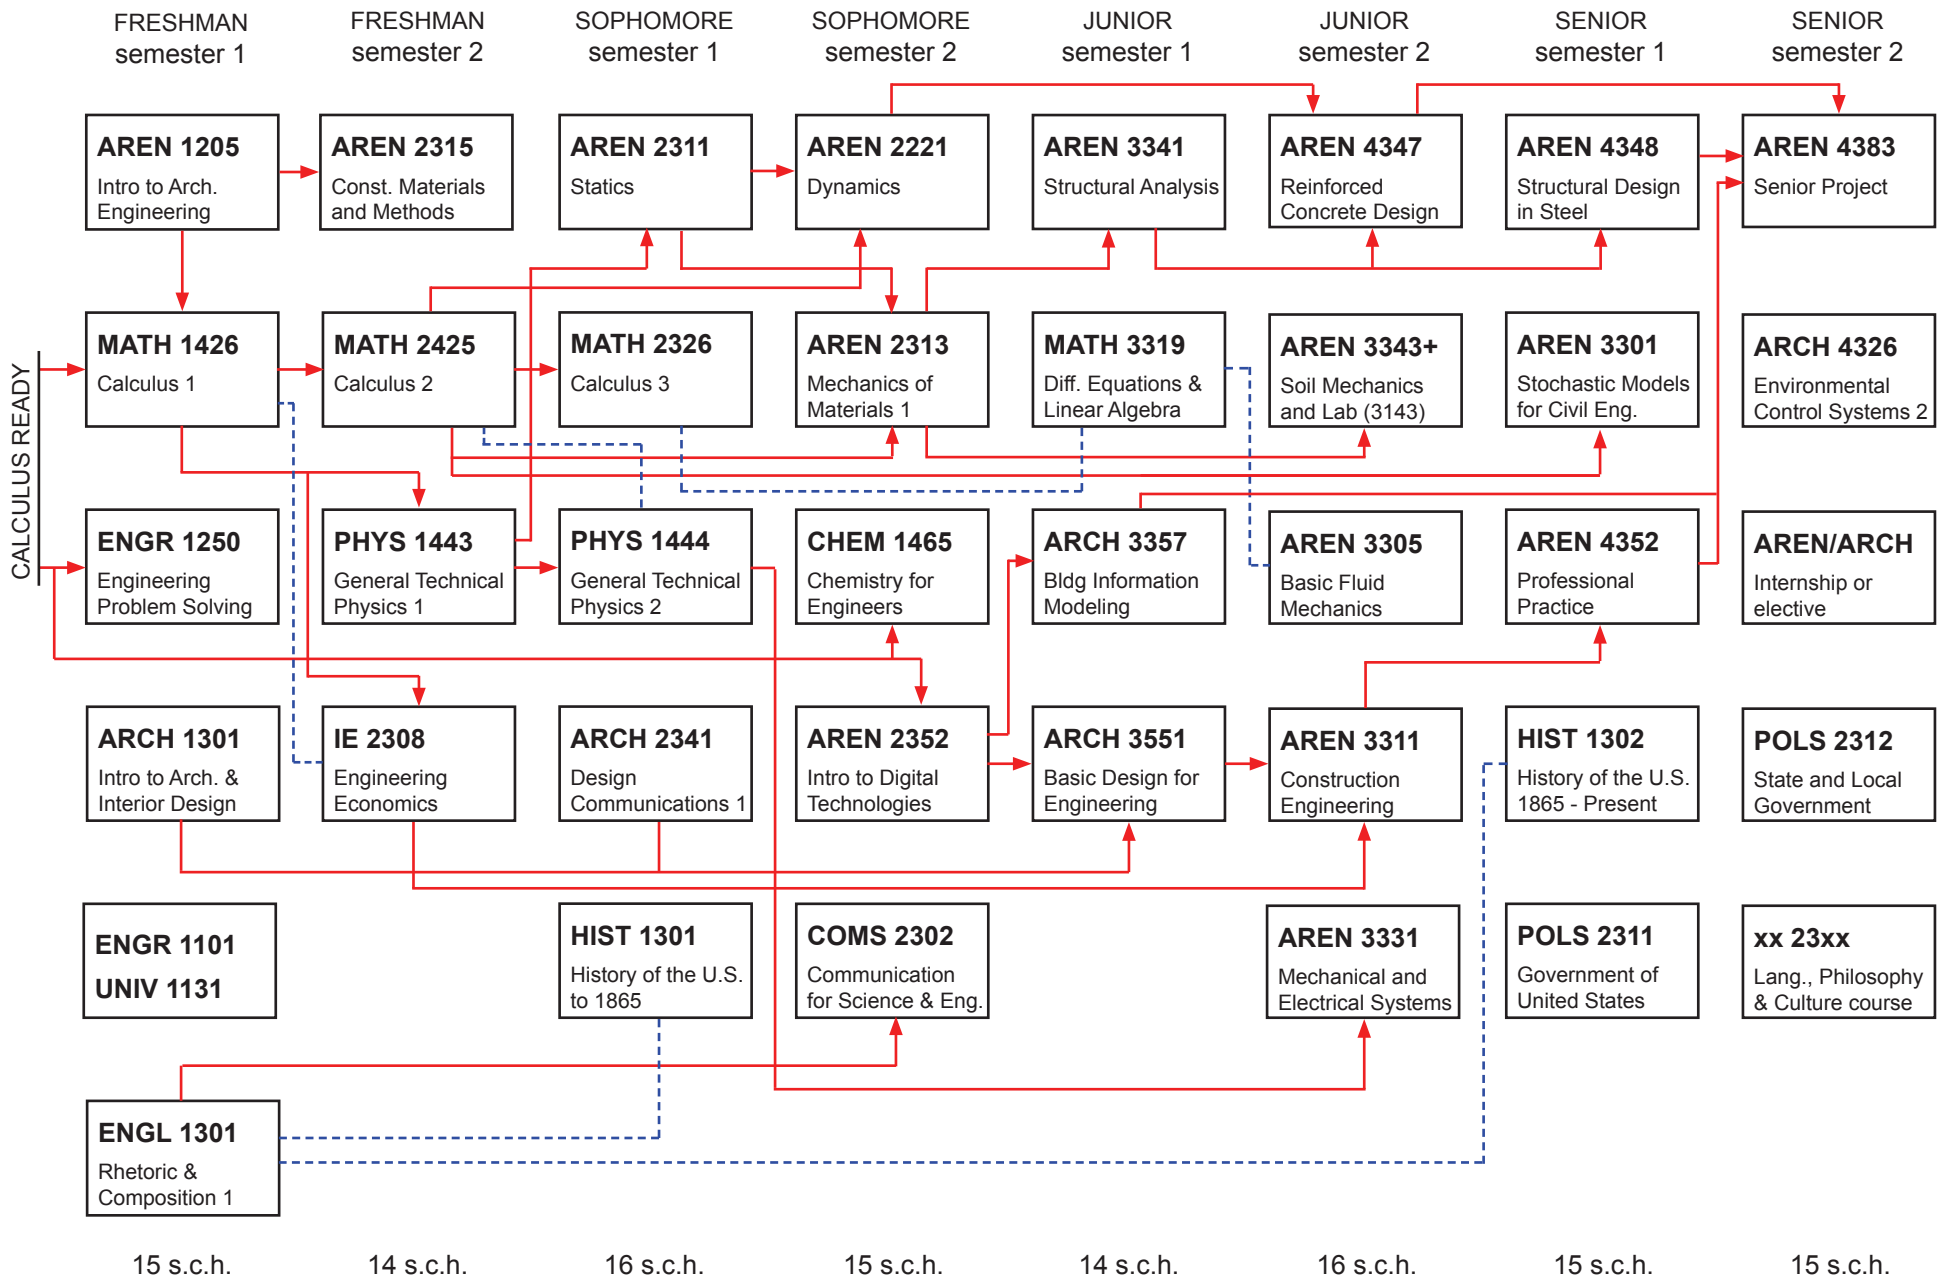 FRESHMAN
semester 1
FRESHMAN
semester 2
SOPHOMORE
semester 1
SOPHOMORE
semester 2
JUNIOR
semester 1
JUNIOR
semester 2
SENIOR
semester 1
SENIOR
semester 2
AREN 1205
Intro to Arch.
Engineering
AREN 2315
Const. Materials
and Methods
AREN 2311
Statics
AREN 2221
Dynamics
AREN 3341
Structural Analysis
AREN 4347
Reinforced
Concrete Design
AREN 4348
Structural Design
in Steel
AREN 4383
Senior Project
CALCULUS READY
MATH 1426
Calculus 1
MATH 2425
Calculus 2
MATH 2326
Calculus 3
AREN 2313
Mechanics of
Materials 1
MATH 3319
Diff. Equations &
Linear Algebra
AREN 3343+
Soil Mechanics
and Lab (3143)
AREN 3301
Stochastic Models
for Civil Eng.
ARCH 4326
Environmental
Control Systems 2
ENGR 1250
Engineering
Problem Solving
PHYS 1443
General Technical
Physics 1
PHYS 1444
General Technical
Physics 2
CHEM 1465
Chemistry for
Engineers
ARCH 3357
Bldg Information
Modeling
AREN 3305
Basic Fluid
Mechanics
AREN 4352
Professional
Practice
AREN/ARCH
Internship or
elective
ARCH 1301
Intro to Arch. &
Interior Design
IE 2308
Engineering
Economics
ARCH 2341
Design
Communications 1
AREN 2352
Intro to Digital
Technologies
ARCH 3551
Basic Design for
Engineering
AREN 3311
Construction
Engineering
HIST 1302
History of the U.S.
1865 - Present
POLS 2312
State and Local
Government
ENGR 1101
UNIV 1131
HIST 1301
History of the U.S.
to 1865
COMS 2302
Communication
for Science & Eng.
AREN 3331
Mechanical and
Electrical Systems
POLS 2311
Government of
United States
xx 23xx
Lang., Philosophy
& Culture course
ENGL 1301
Rhetoric &
Composition 1
15 s.c.h.
14 s.c.h.
16 s.c.h.
15 s.c.h.
14 s.c.h.
16 s.c.h.
15 s.c.h.
15 s.c.h.